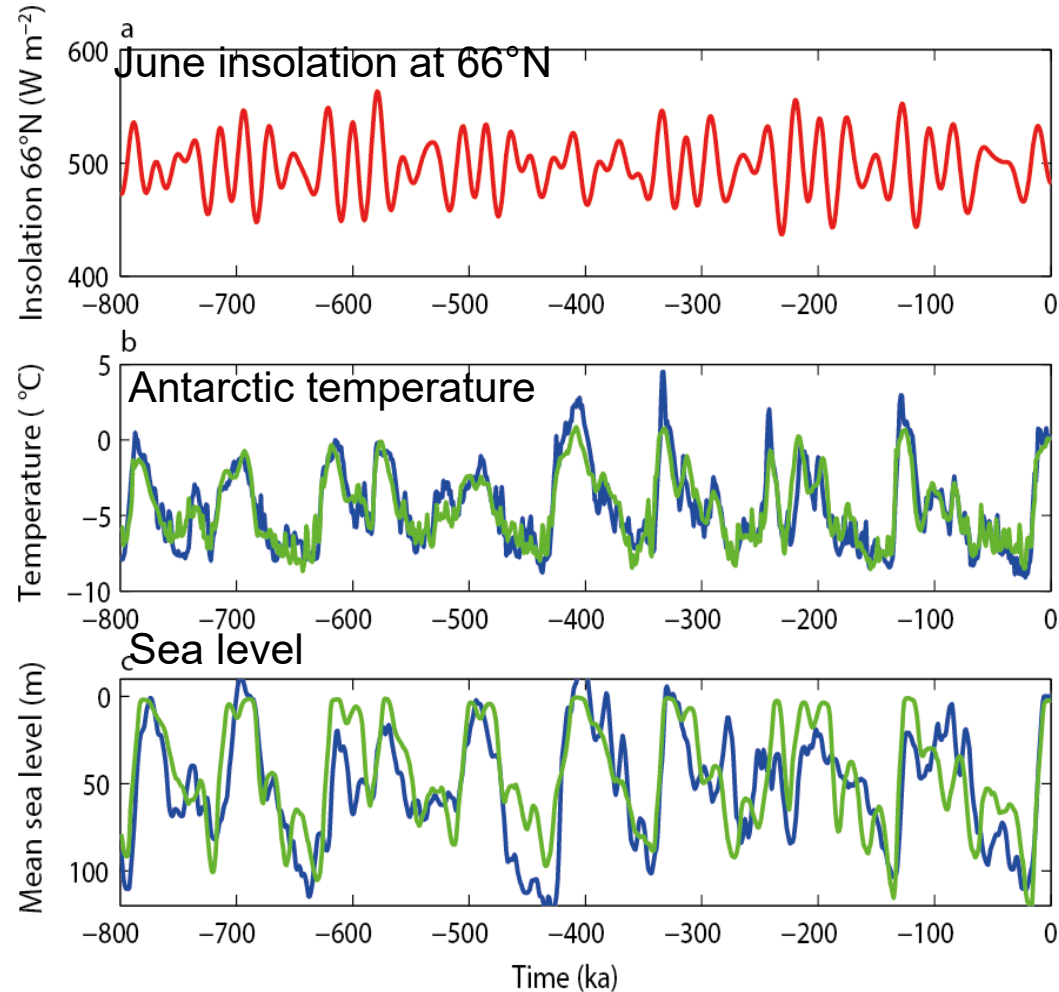 a
600
June insolation at 66°N
500
400
Insolation 66°N (W m⁻²)
−800 −700 −600 −500 −400 −300 −200 −100 0
b
5
Antarctic temperature
0
−5
−10
Temperature ( °C)
−800 −700 −600 −500 −400 −300 −200 −100 0
c
Sea level
0
50
100
Mean sea level (m)
−800 −700 −600 −500 −400 −300 −200 −100 0
Time (ka)